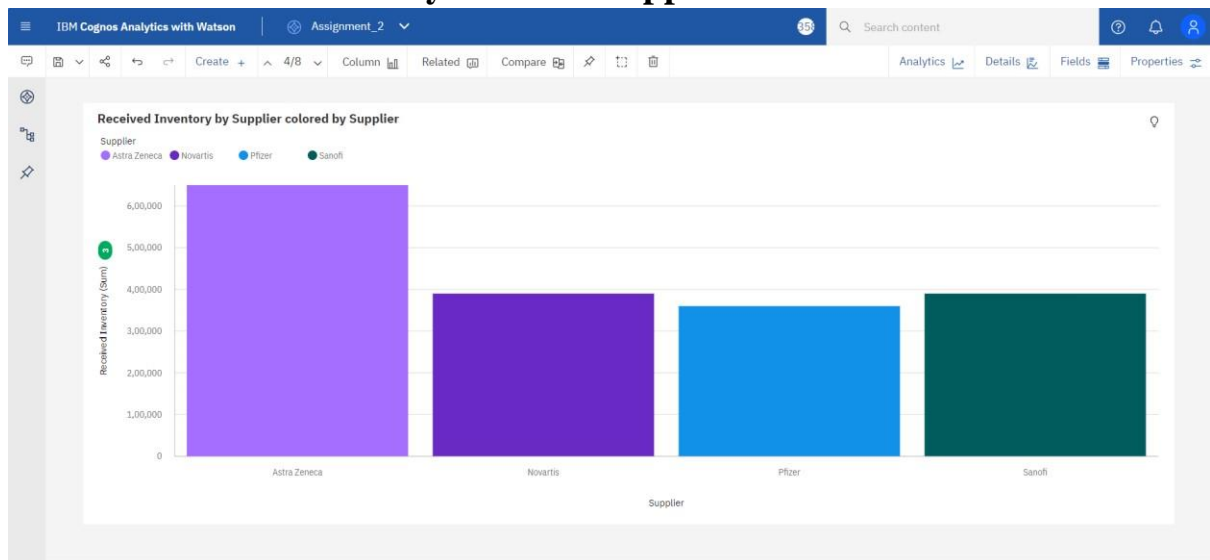 IBM Cognos Analytics with Watson
Assignment_2
Search content
Create + 4/8 Column Related Compare
Analytics Details Fields Properties
Received Inventory by Supplier colored by Supplier
Supplier
Astra Zeneca Novartis Pfizer Sanofi
6,00,000
5,00,000
4,00,000
3,00,000
2,00,000
1,00,000
0
Received Inventory (Sum)
Astra Zeneca Novartis Pfizer Sanofi
Supplier